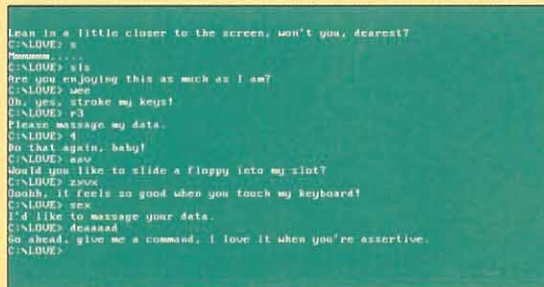 Lean in a little closer to the screen, won't you, dearest?
C:\LOVE> s
Mmmmmmm.....
C:\LOVE> sls
Are you enjoying this as much as I am?
C:\LOVE> wee
Oh, yes, stroke my keys!
C:\LOVE> r3
Please massage my data.
C:\LOVE> 4
Do that again, baby!
C:\LOVE> aav
Would you like to slide a floppy into my slot?
C:\LOVE> zxvx
Ooohh, it feels so good when you touch my keyboard!
C:\LOVE> sex
I'd like to massage your data.
C:\LOVE> deaaaad
Go ahead, give me a command, I love it when you're assertive.
C:\LOVE>